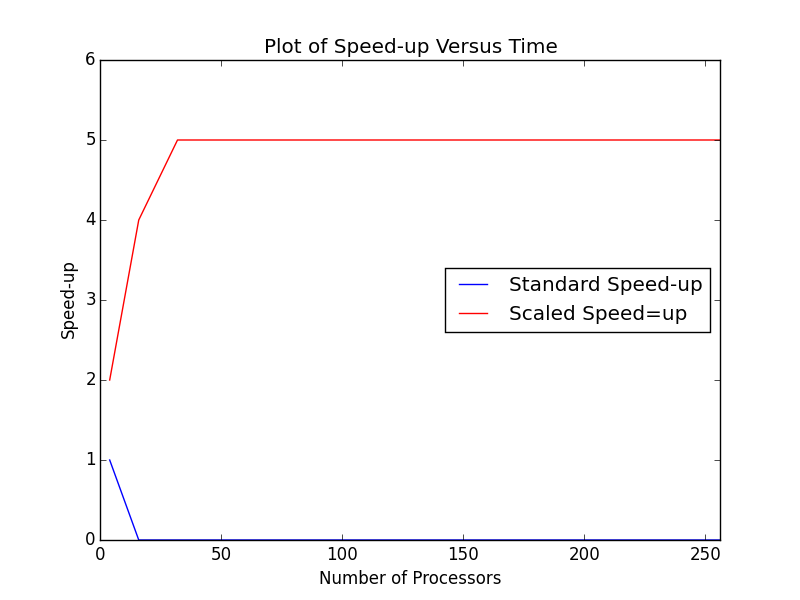 Plot of Speed-up Versus Time
6
5
4
3
2
1
0
Speed-up
Standard Speed-up
Scaled Speed=up
0 50 100 150 200 250
Number of Processors